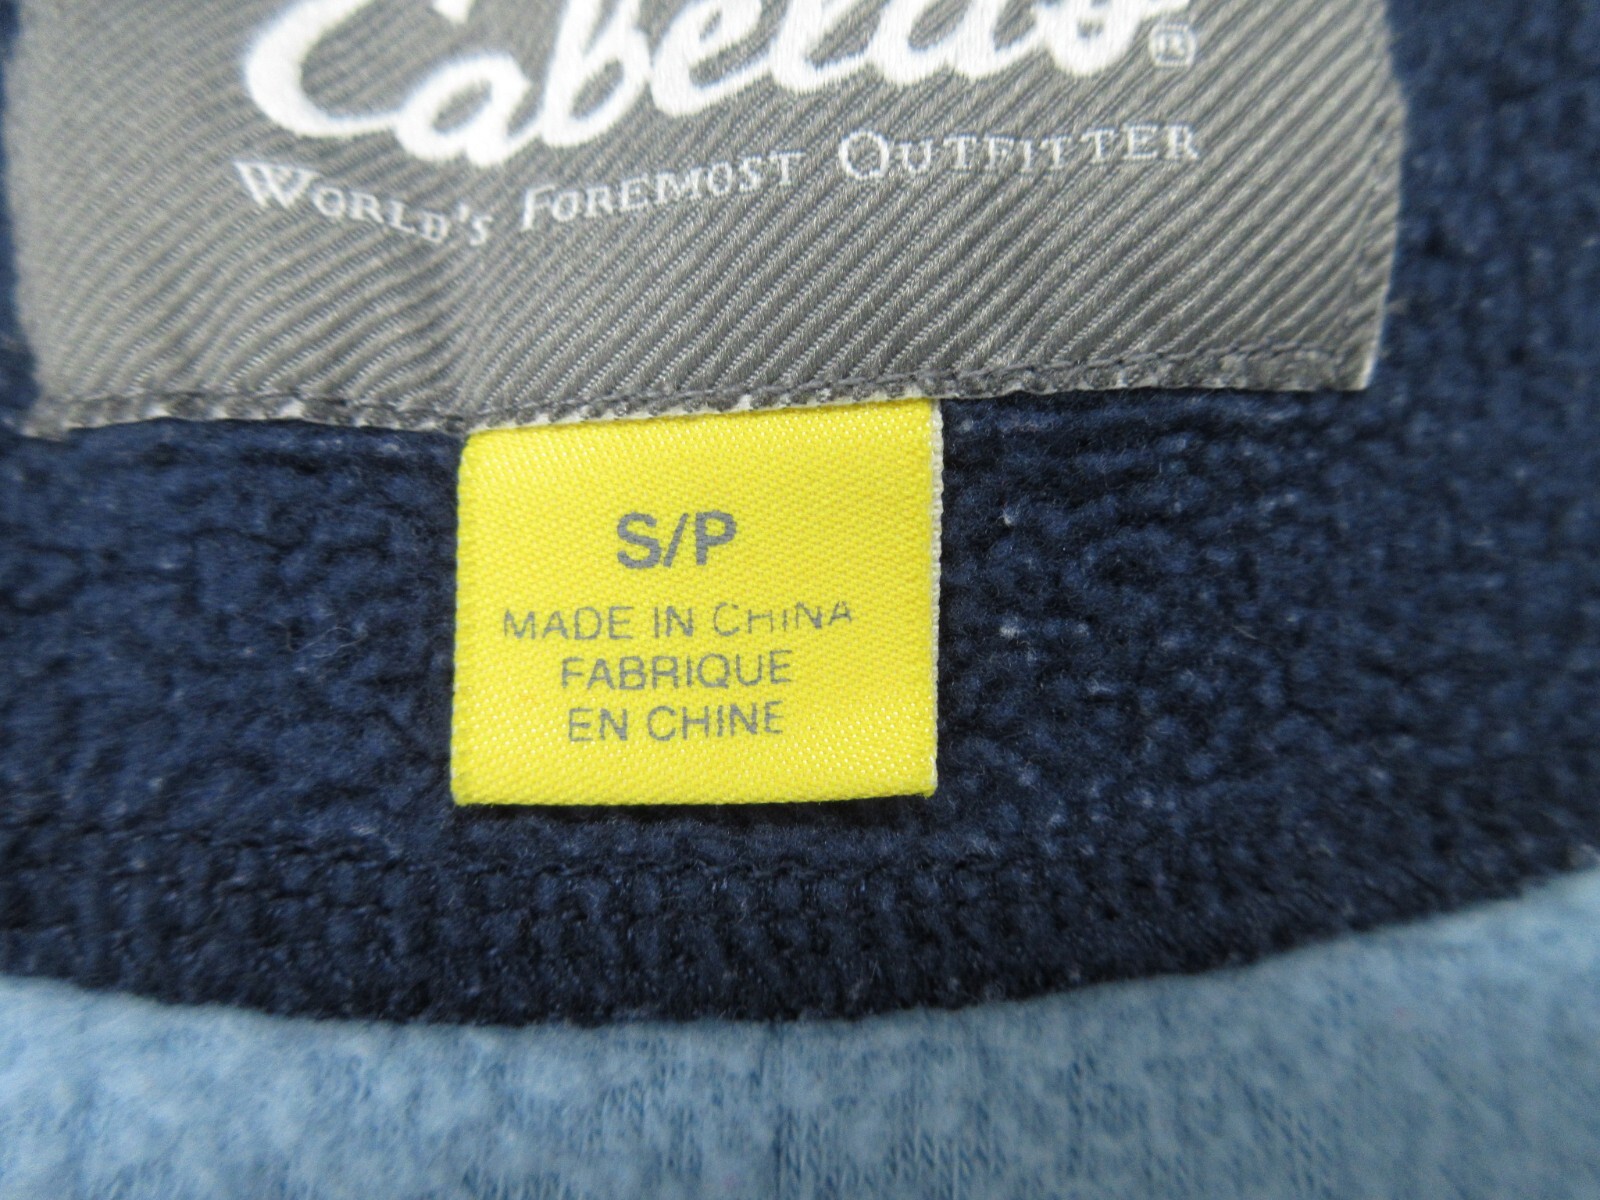 Cabela's
WORLD'S FOREMOST OUTFITTER
S/P
MADE IN CHINA
FABRIQUE
EN CHINE